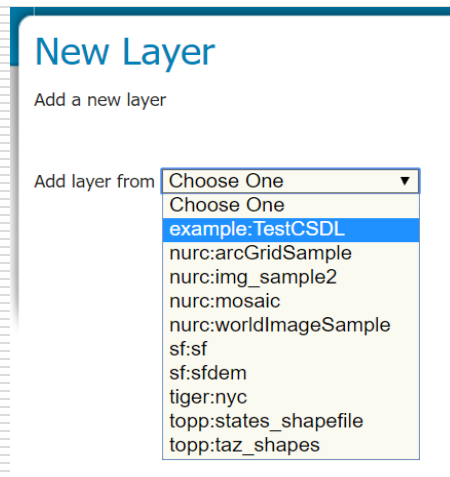 New Layer
Add a new layer
Add layer from Choose One
Choose One
example:TestCSDL
nurc:arcGridSample
nurc:img_sample2
nurc:mosaic
nurc:worldImageSample
sf:sf
sf:sfdem
tiger:nyc
topp:states_shapefile
topp:taz_shapes